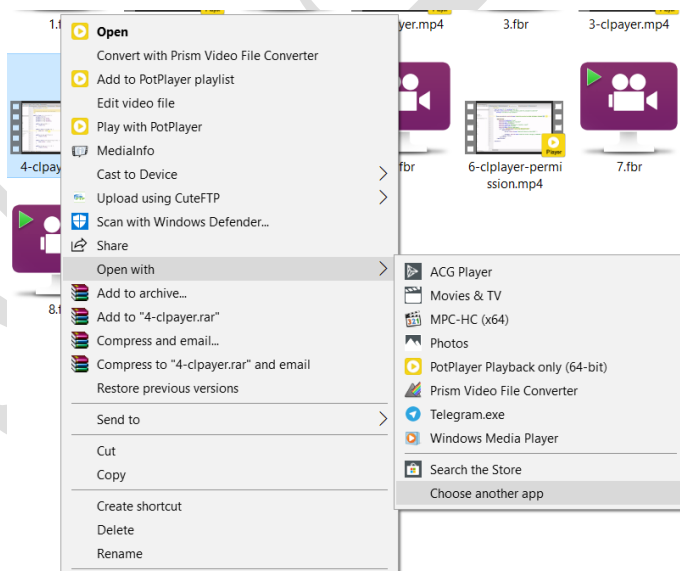 1.f
yer.mp4
3.fbr
3-clpayer.mp4
4-clpay
fbr
6-clplayer-permi
ssion.mp4
7.fbr
8.f
Open
Convert with Prism Video File Converter
Add to PotPlayer playlist
Edit video file
Play with PotPlayer
MediaInfo
Cast to Device
Upload using CuteFTP
Scan with Windows Defender...
Share
Open with
Add to archive...
Add to "4-clpayer.rar"
Compress and email...
Compress to "4-clpayer.rar" and email
Restore previous versions
Send to
Cut
Copy
Create shortcut
Delete
Rename
ACG Player
Movies & TV
MPC-HC (x64)
Photos
PotPlayer Playback only (64-bit)
Prism Video File Converter
Telegram.exe
Windows Media Player
Search the Store
Choose another app